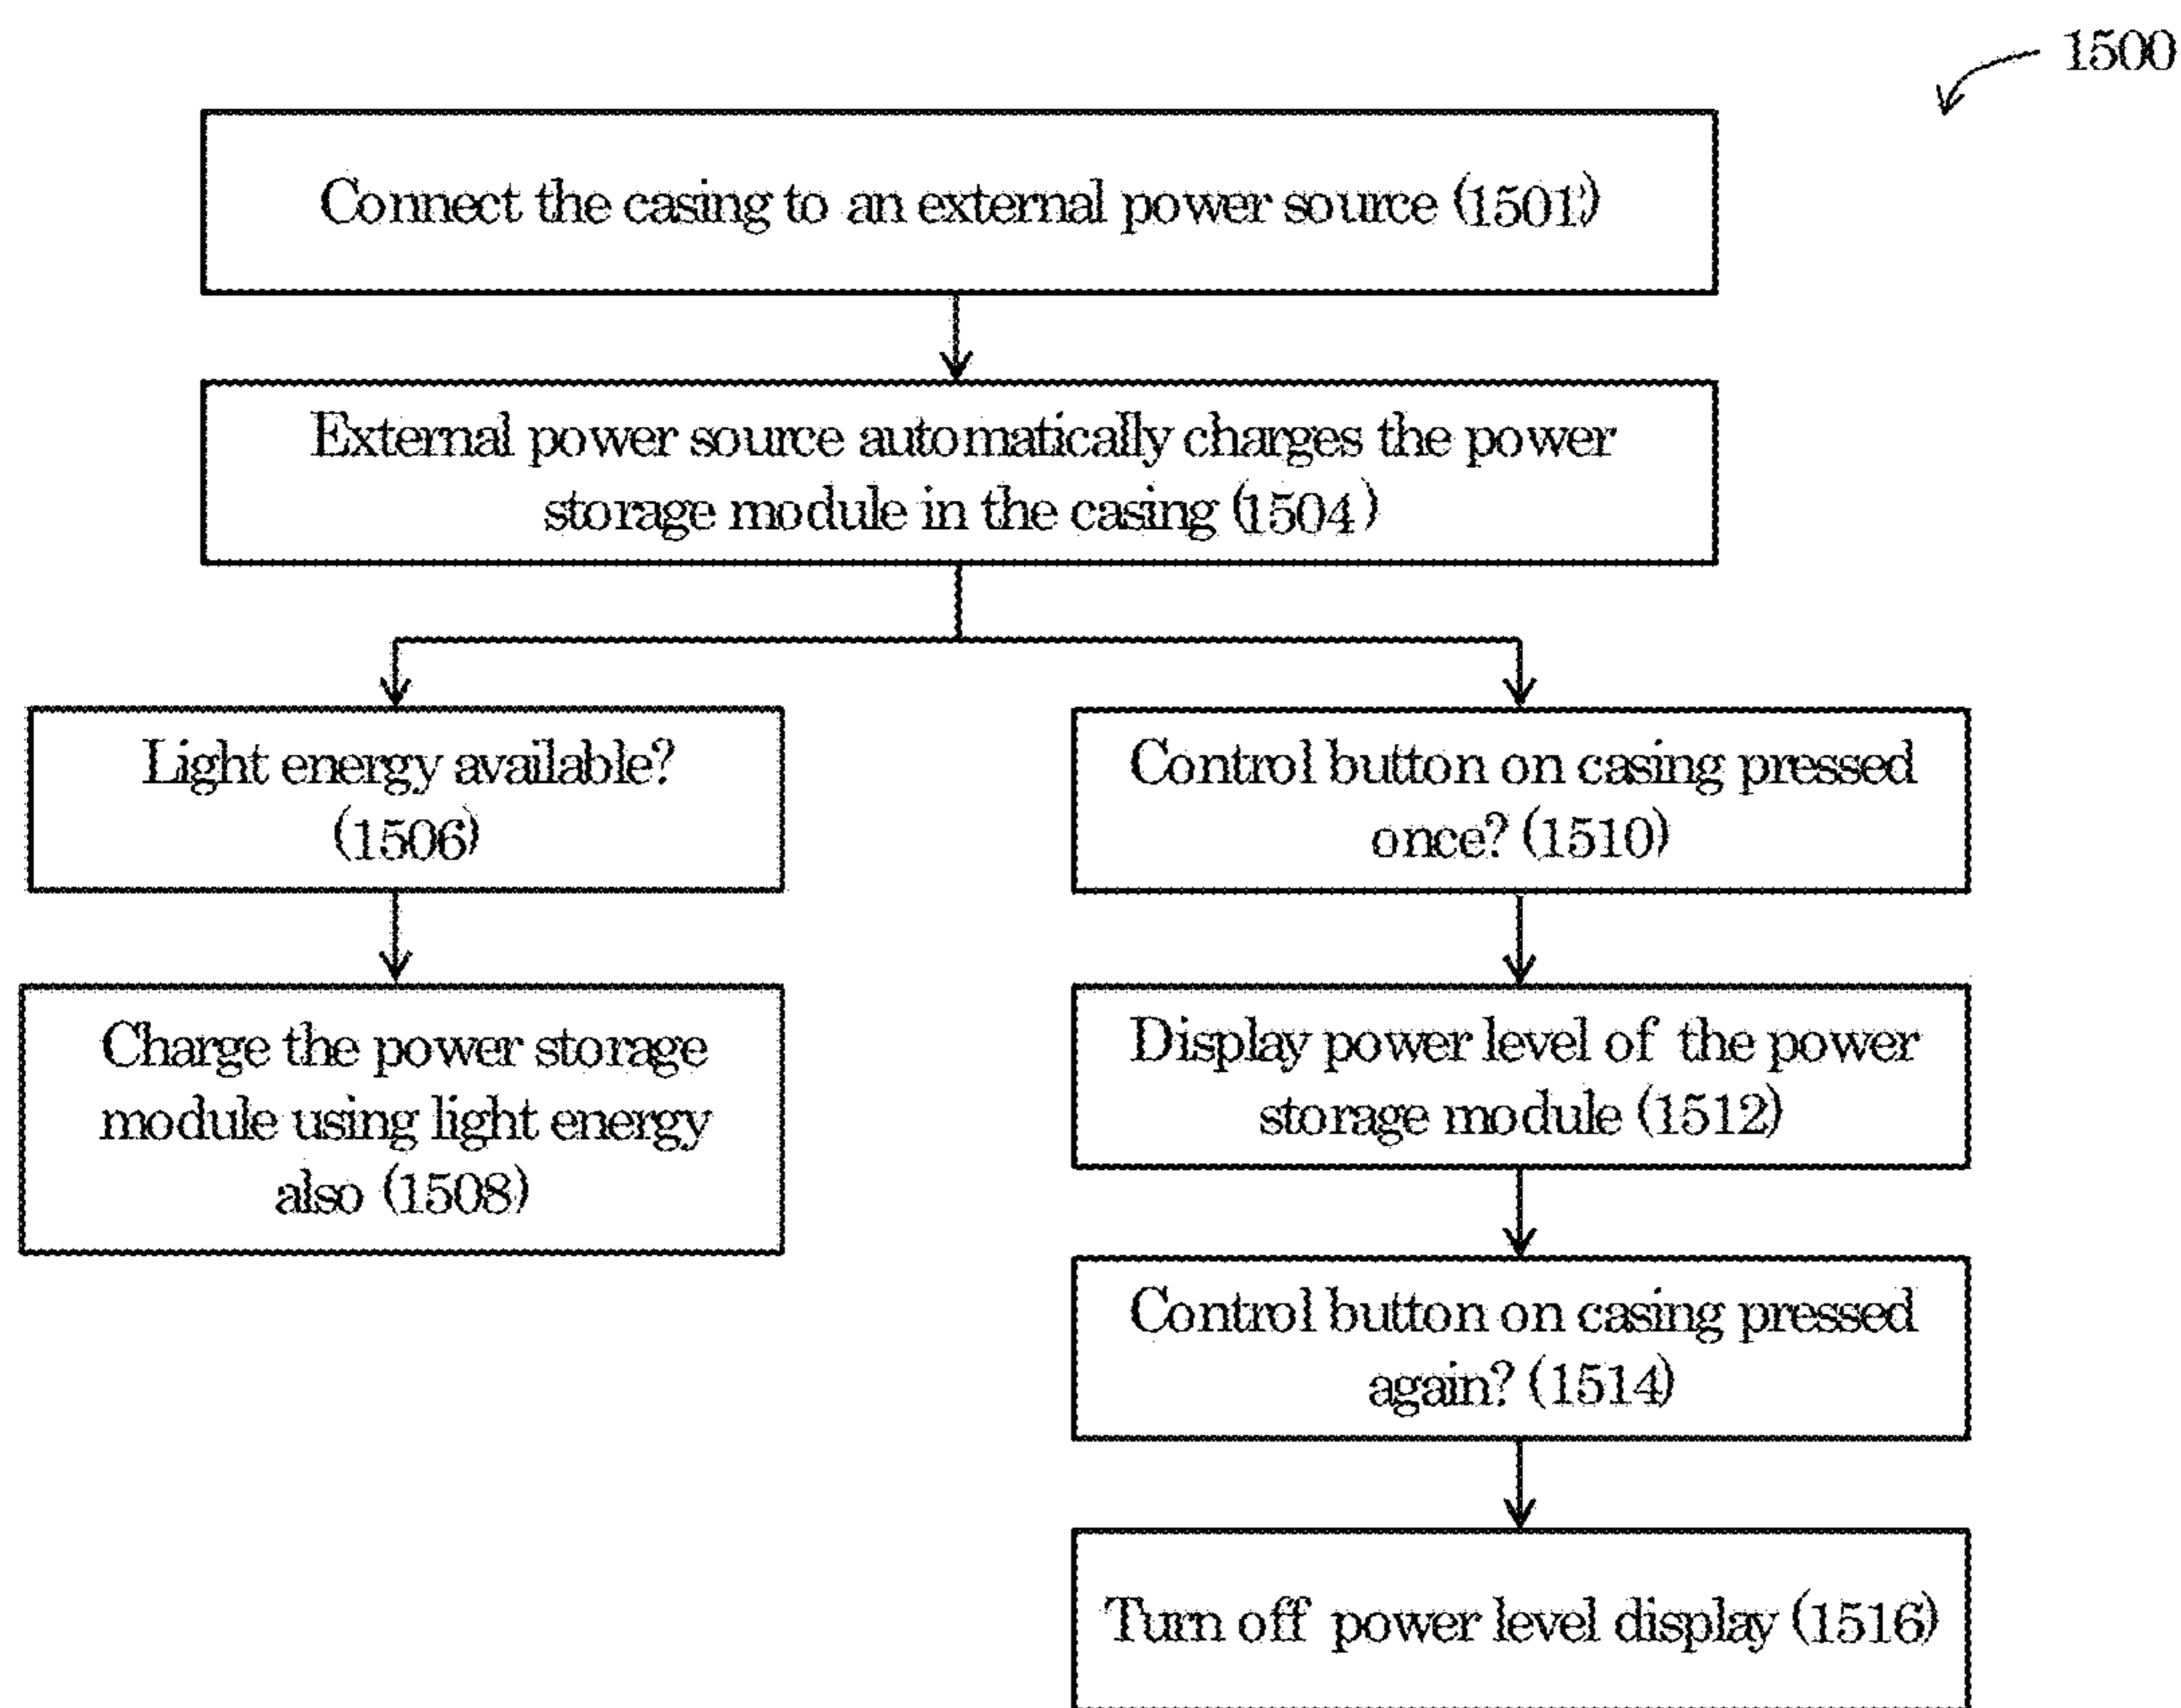 1500
Connect the casing to an external power source (1501)
External power source automatically charges the power
storage module in the casing (1504)
Light energy available?
(1506)
Charge the power storage
module using light energy
also (1508)
Control button on casing pressed
once? (1510)
Display power level of the power
storage module (1512)
Control button on casing pressed
again? (1514)
Turn off power level display (1516)